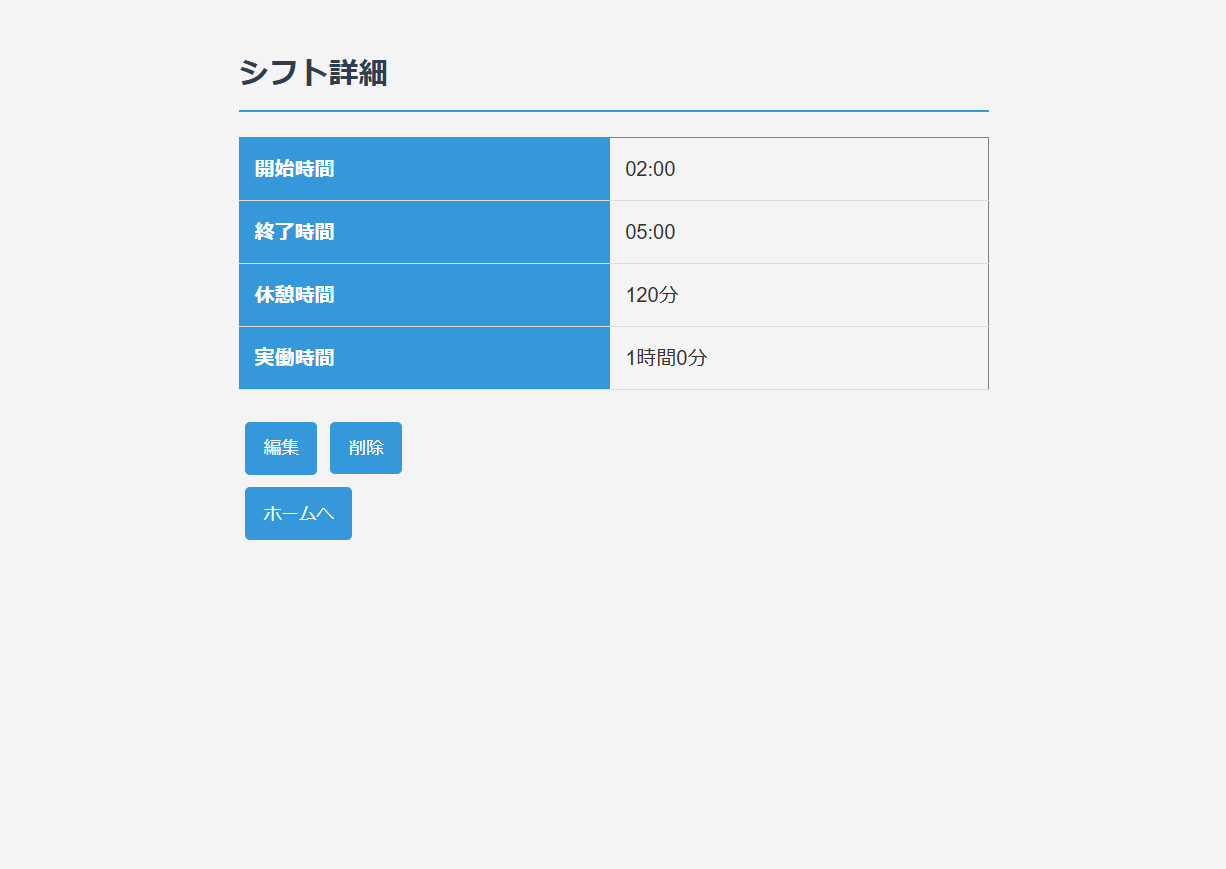 シフト詳細
開始時間 02:00
終了時間 05:00
休憩時間 120分
実働時間 1時間0分
編集 削除
ホームへ